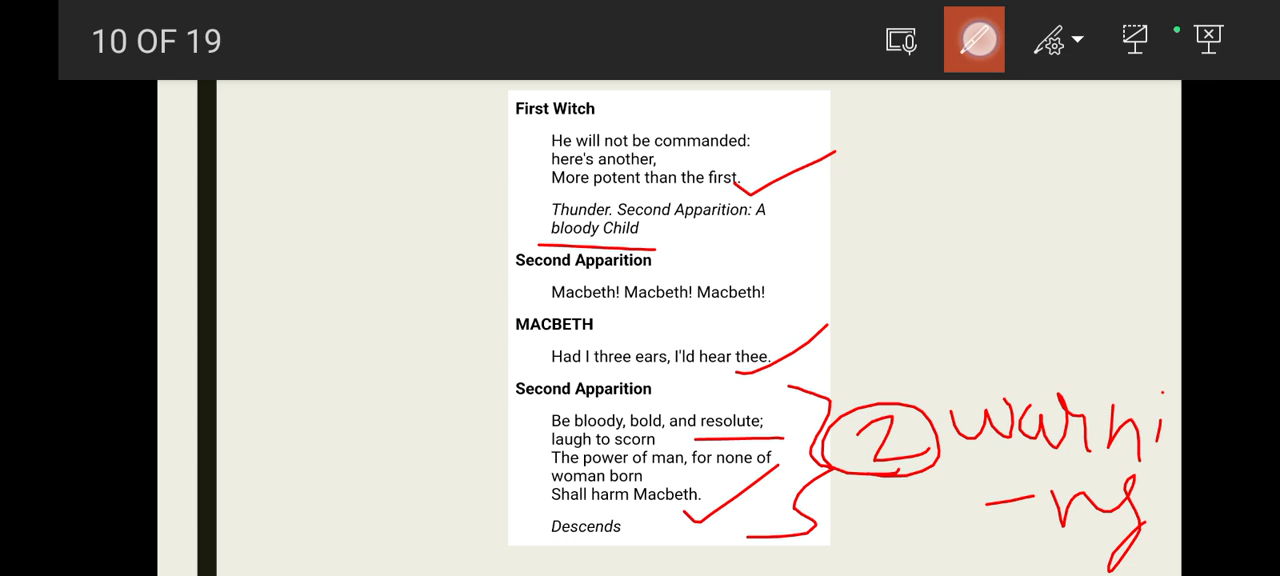 10 OF 19
First Witch
He will not be commanded:
here's another,
More potent than the first.
Thunder. Second Apparition: A
bloody Child
Second Apparition
Macbeth! Macbeth! Macbeth!
MACBETH
Had I three ears, I'ld hear thee.
Second Apparition
Be bloody, bold, and resolute;
laugh to scorn
The power of man, for none of
woman born
Shall harm Macbeth.
Descends
2 warni
-ng